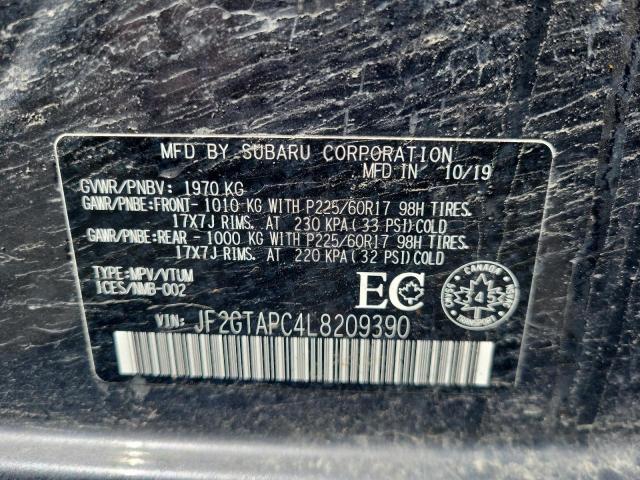 MFD BY SUBARU CORPORATION
MFD IN 10/19
GVWR/PNBV: 1970 KG
GAWR/PNBE:FRONT- 1010 KG WITH P225/60R17 98H TIRES.
17X7J RIMS. AT 230 KPA (33 PSI)COLD
GAWR/PNBE:REAR- 1000 KG WITH P225/60R17 98H TIRES.
17X7J RIMS. AT 220 KPA (32 PSI)COLD
TYPE:MPV/VTUM
ICES/NMB-002
EC
CANADA
345
TRANSPORT
VIN: JF2GTAPC4L8209390